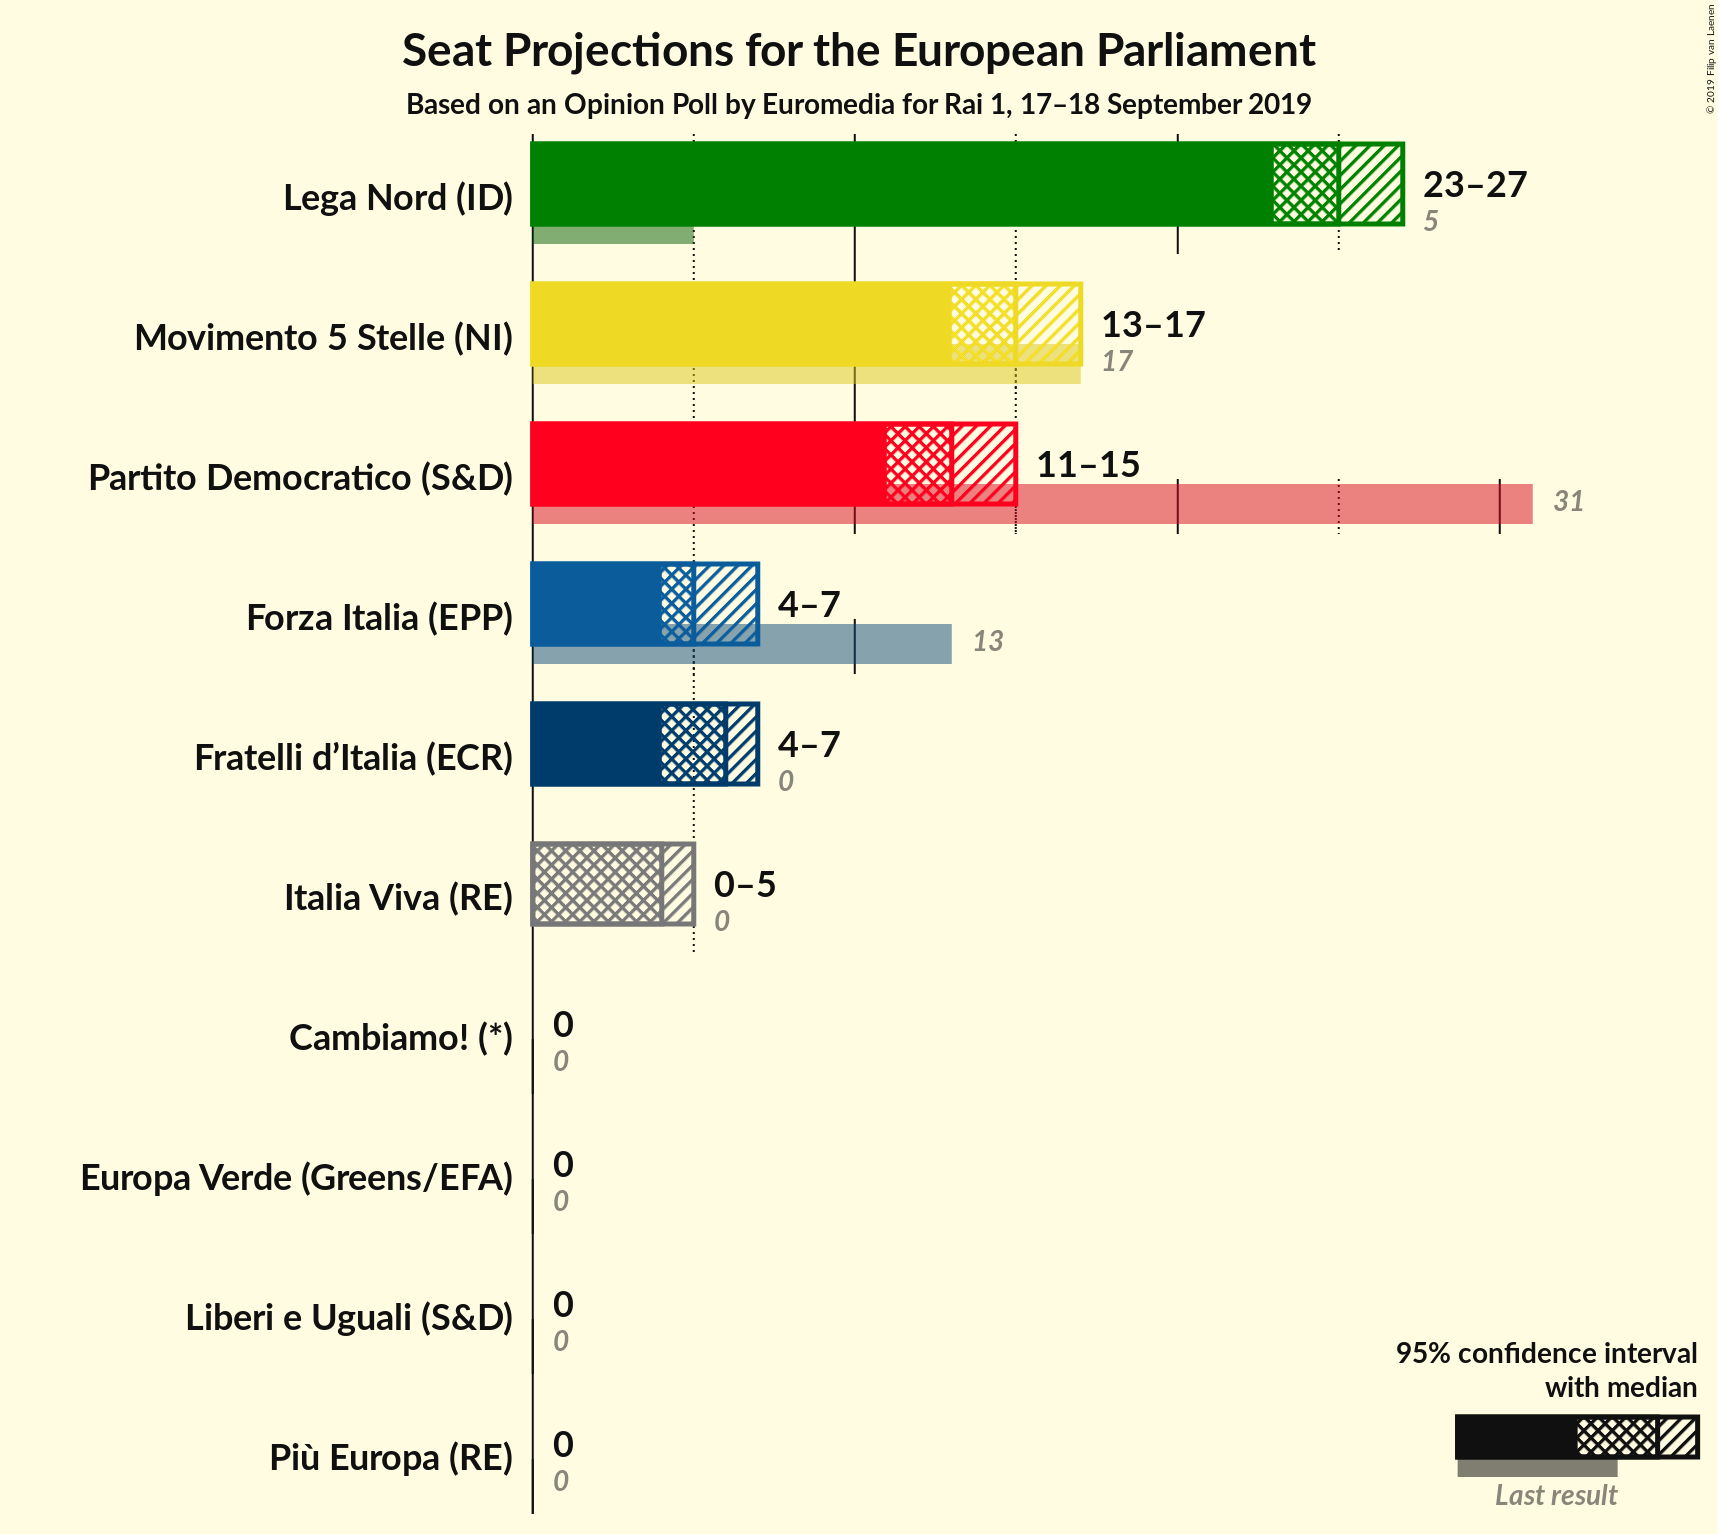 Seat Projections for the European Parliament
Based on an Opinion Poll by Euromedia for Rai 1, 17–18 September 2019
© 2019 Filip van Laenen
Lega Nord (ID)
23–27
5
Movimento 5 Stelle (NI)
13–17
17
Partito Democratico (S&D)
11–15
31
Forza Italia (EPP)
4–7
13
Fratelli d’Italia (ECR)
4–7
0
Italia Viva (RE)
0–5
0
Cambiamo! (*)
0
0
Europa Verde (Greens/EFA)
0
0
Liberi e Uguali (S&D)
0
0
Più Europa (RE)
0
0
95% confidence interval
with median
Last result